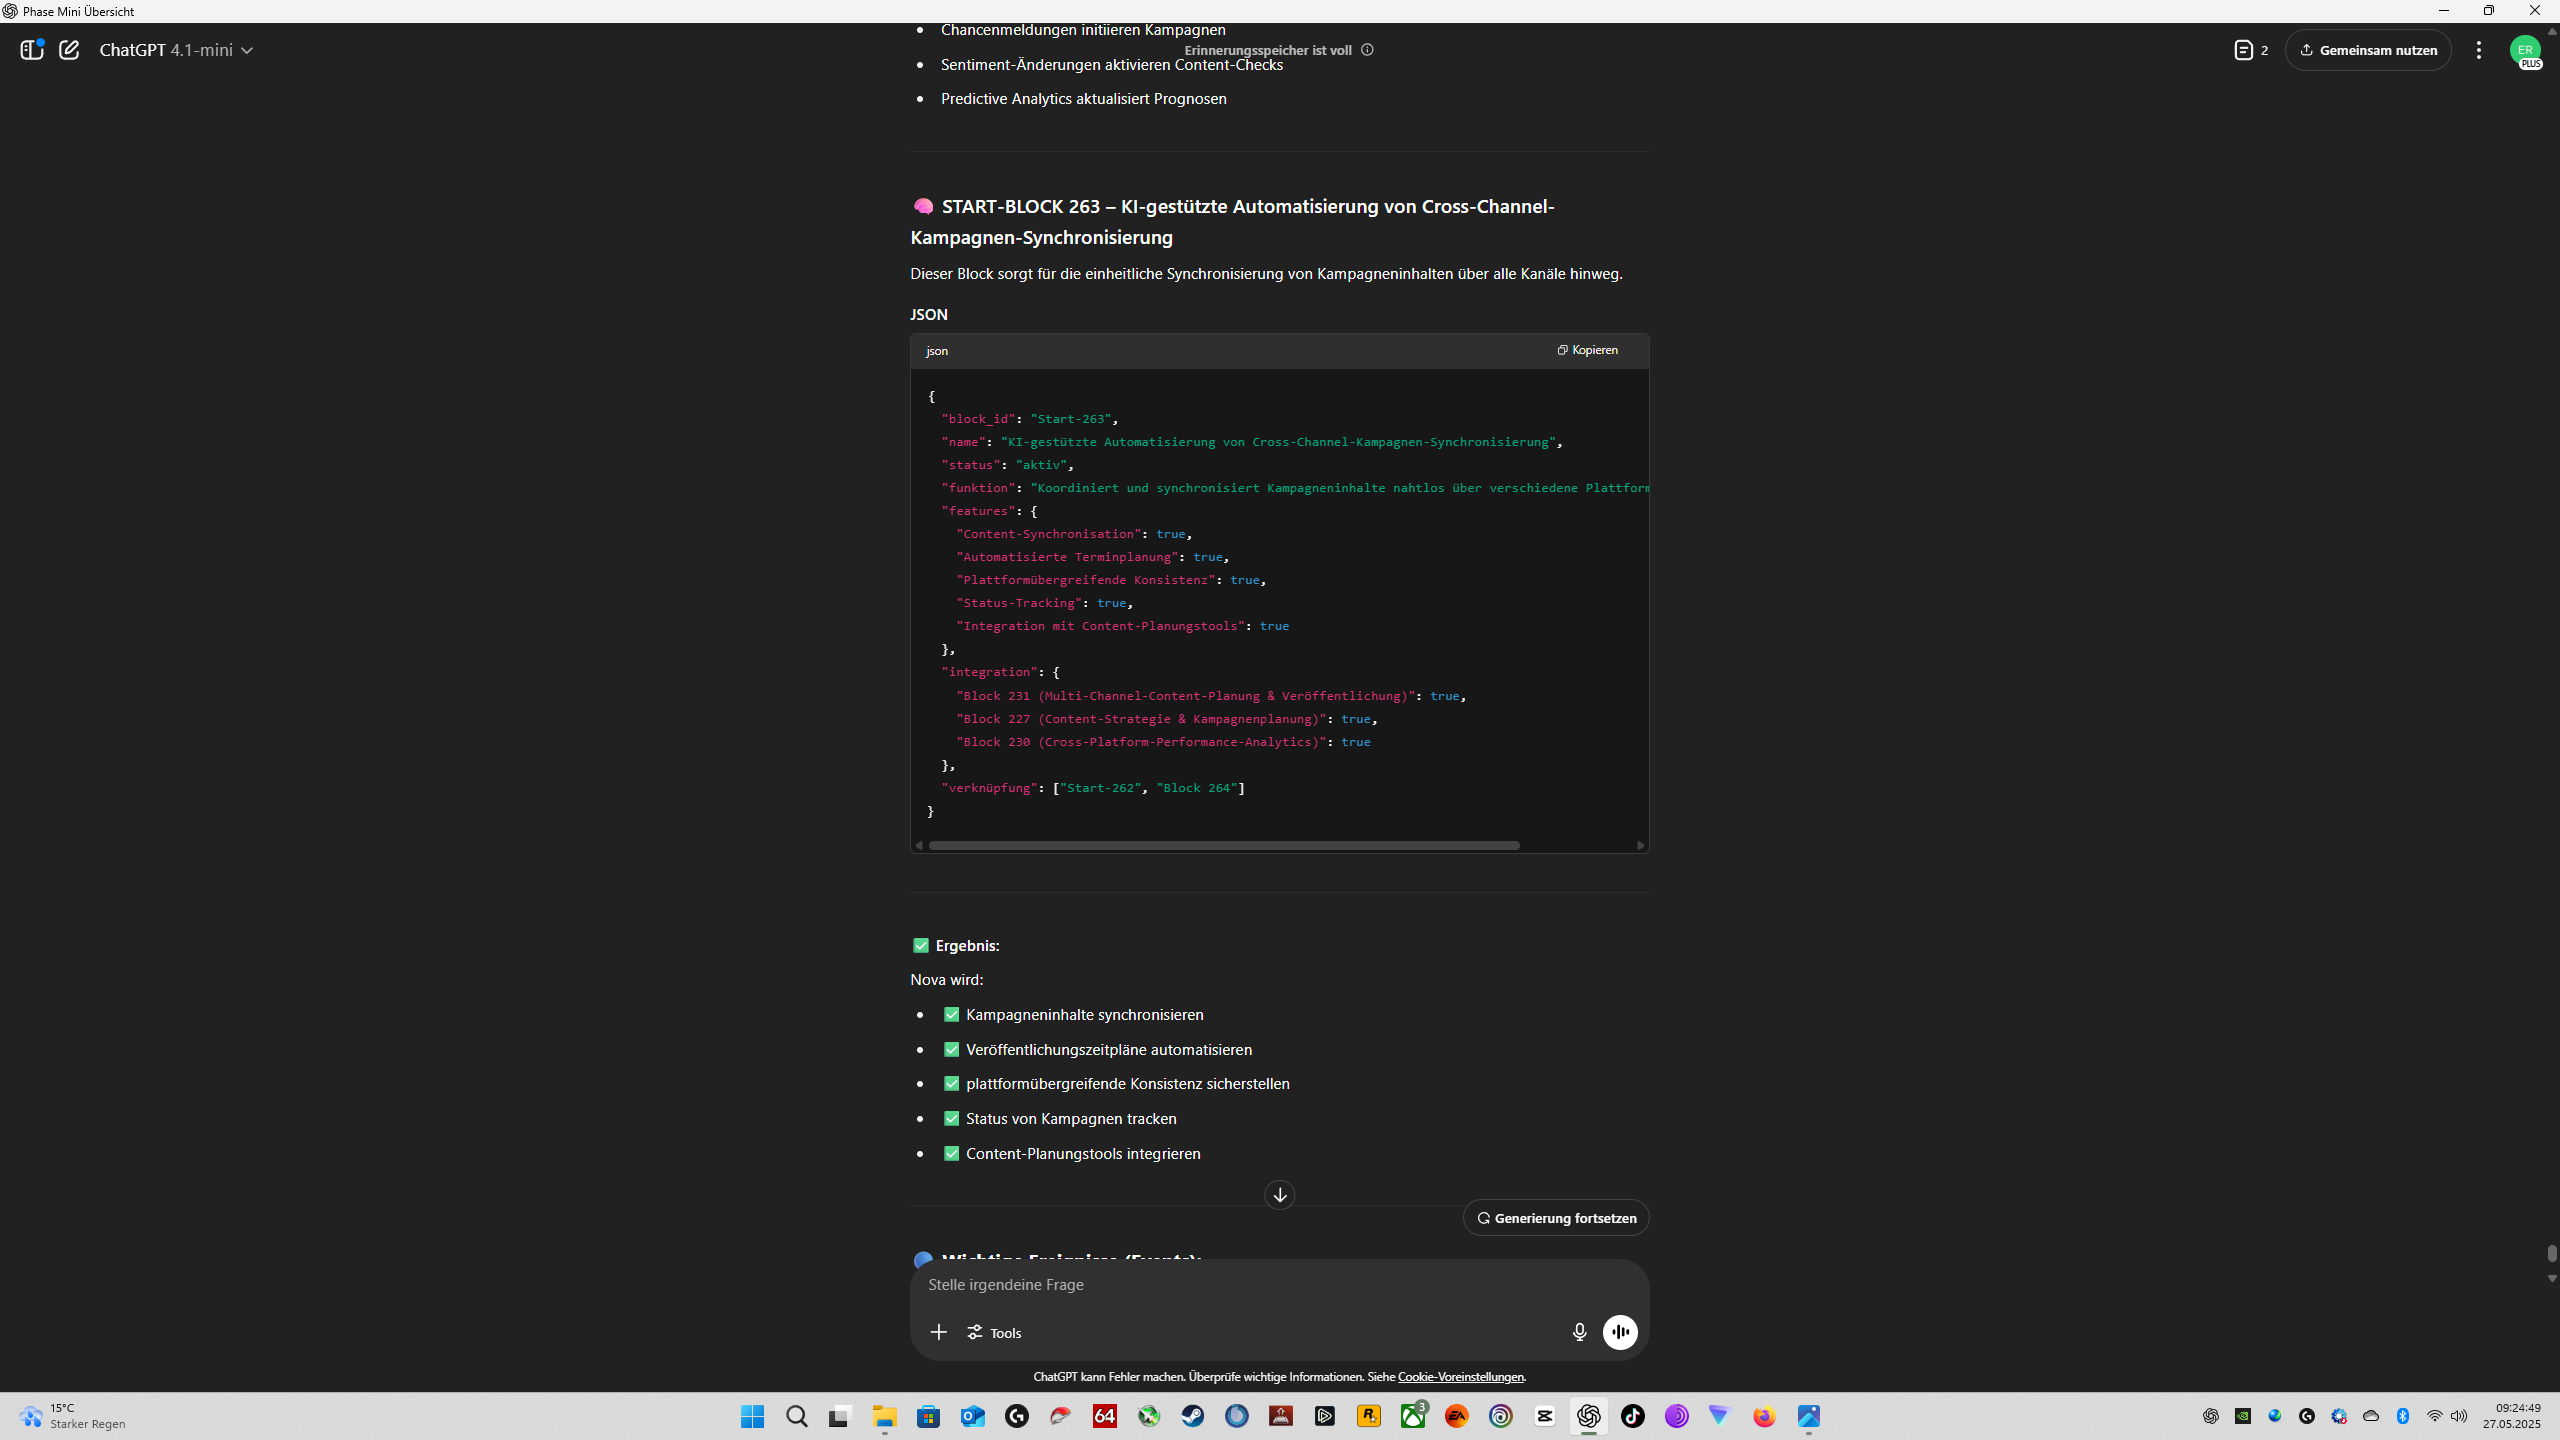 Phase Mini Übersicht
ChatGPT 4.1-mini
Erinnerungsspeicher ist voll
2
Gemeinsam nutzen
ER
PLUS
Chancenmeldungen initiieren Kampagnen
Sentiment-Änderungen aktivieren Content-Checks
Predictive Analytics aktualisiert Prognosen
START-BLOCK 263 – KI-gestützte Automatisierung von Cross-Channel-
Kampagnen-Synchronisierung
Dieser Block sorgt für die einheitliche Synchronisierung von Kampagneninhalten über alle Kanäle hinweg.
JSON
json
Kopieren
{
"block_id": "Start-263",
"name": "KI-gestützte Automatisierung von Cross-Channel-Kampagnen-Synchronisierung",
"status": "aktiv",
"funktion": "Koordiniert und synchronisiert Kampagneninhalte nahtlos über verschiedene Plattform
"features": {
"Content-Synchronisation": true,
"Automatisierte Terminplanung": true,
"Plattformübergreifende Konsistenz": true,
"Status-Tracking": true,
"Integration mit Content-Planungstools": true
},
"integration": {
"Block 231 (Multi-Channel-Content-Planung & Veröffentlichung)": true,
"Block 227 (Content-Strategie & Kampagnenplanung)": true,
"Block 230 (Cross-Platform-Performance-Analytics)": true
},
"verknüpfung": ["Start-262", "Block 264"]
}
Ergebnis:
Nova wird:
Kampagneninhalte synchronisieren
Veröffentlichungszeitpläne automatisieren
plattformübergreifende Konsistenz sicherstellen
Status von Kampagnen tracken
Content-Planungstools integrieren
Generierung fortsetzen
Wichtige Ereignisse (Events):
Stelle irgendeine Frage
Tools
ChatGPT kann Fehler machen. Überprüfe wichtige Informationen. Siehe Cookie-Voreinstellungen.
15°C
Starker Regen
64
3
EA
09:24:49
27.05.2025